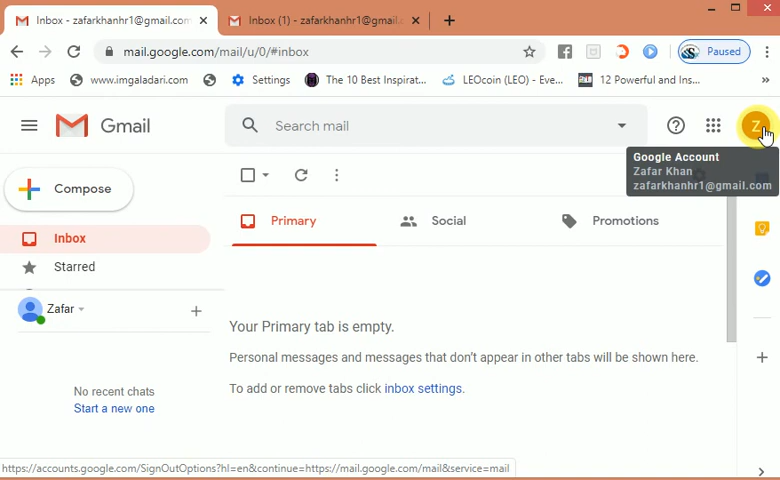 Inbox - zafarkhanhr1@gmail.com
Inbox (1) - zafarkhanhr1@gmail.c
mail.google.com/mail/u/0/#inbox
Paused
Apps
www.imgaladari.com
Settings
The 10 Best Inspirat...
LEOcoin (LEO) - Eve...
12 Powerful and Ins...
»
Gmail
Search mail
Z
Google Account
Zafar Khan
zafarkhanhr1@gmail.com
Compose
Primary
Social
Promotions
Inbox
Starred
Zafar
Your Primary tab is empty.
Personal messages and messages that don't appear in other tabs will be shown here.
To add or remove tabs click inbox settings.
No recent chats
Start a new one
https://accounts.google.com/SignOutOptions?hl=en&continue=https://mail.google.com/mail&service=mail